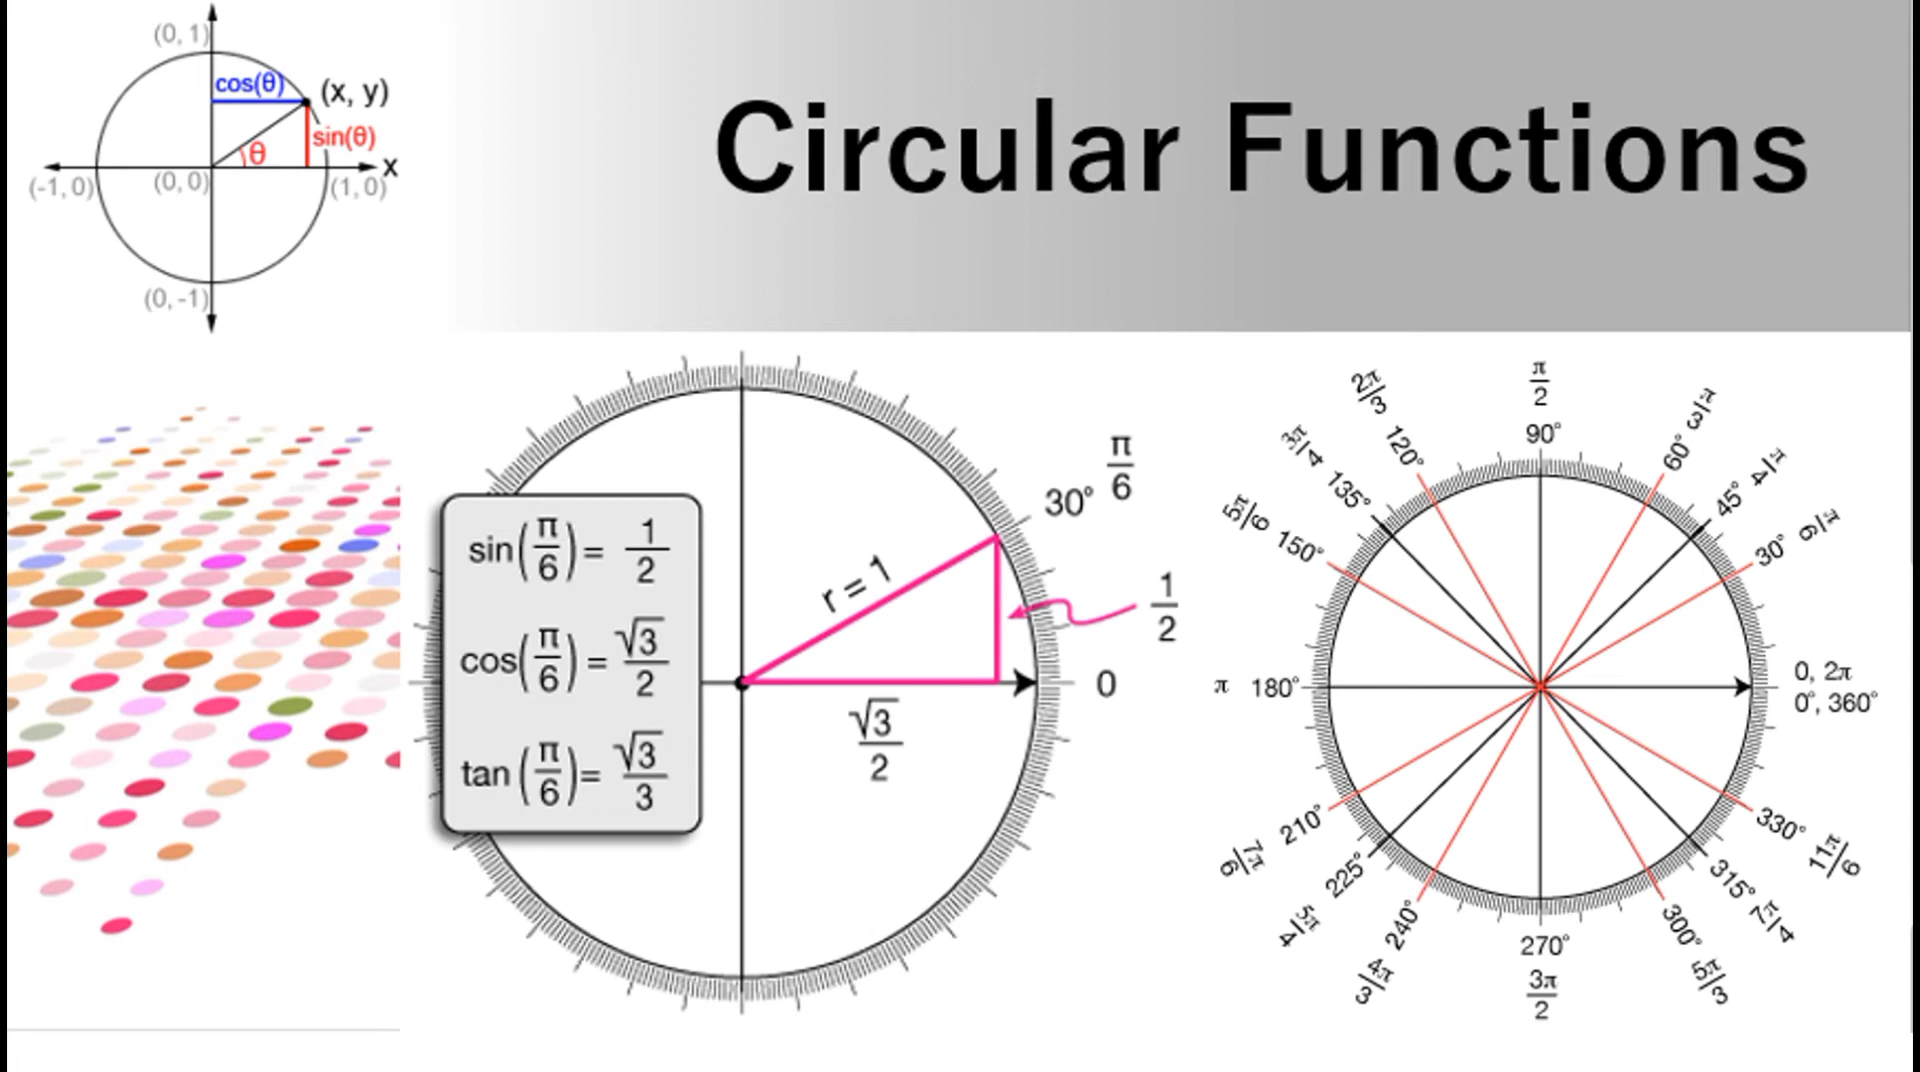 (0, 1)
cos(θ)
(x, y)
sin(θ)
θ
x
(-1, 0)
(0, 0)
(1, 0)
(0, -1)
Circular Functions
sin(π/6) = 1/2
cos(π/6) = √3/2
tan(π/6) = √3/3
r = 1
30° π/6
1/2
0
√3/2
π/2
90°
π/3
60°
π/4
45°
π/6
30°
0, 2π
0°, 360°
330°
11π/6
315°
7π/4
300°
5π/3
270°
3π/2
240°
4π/3
225°
5π/4
210°
7π/6
π 180°
150°
5π/6
135°
3π/4
120°
2π/3